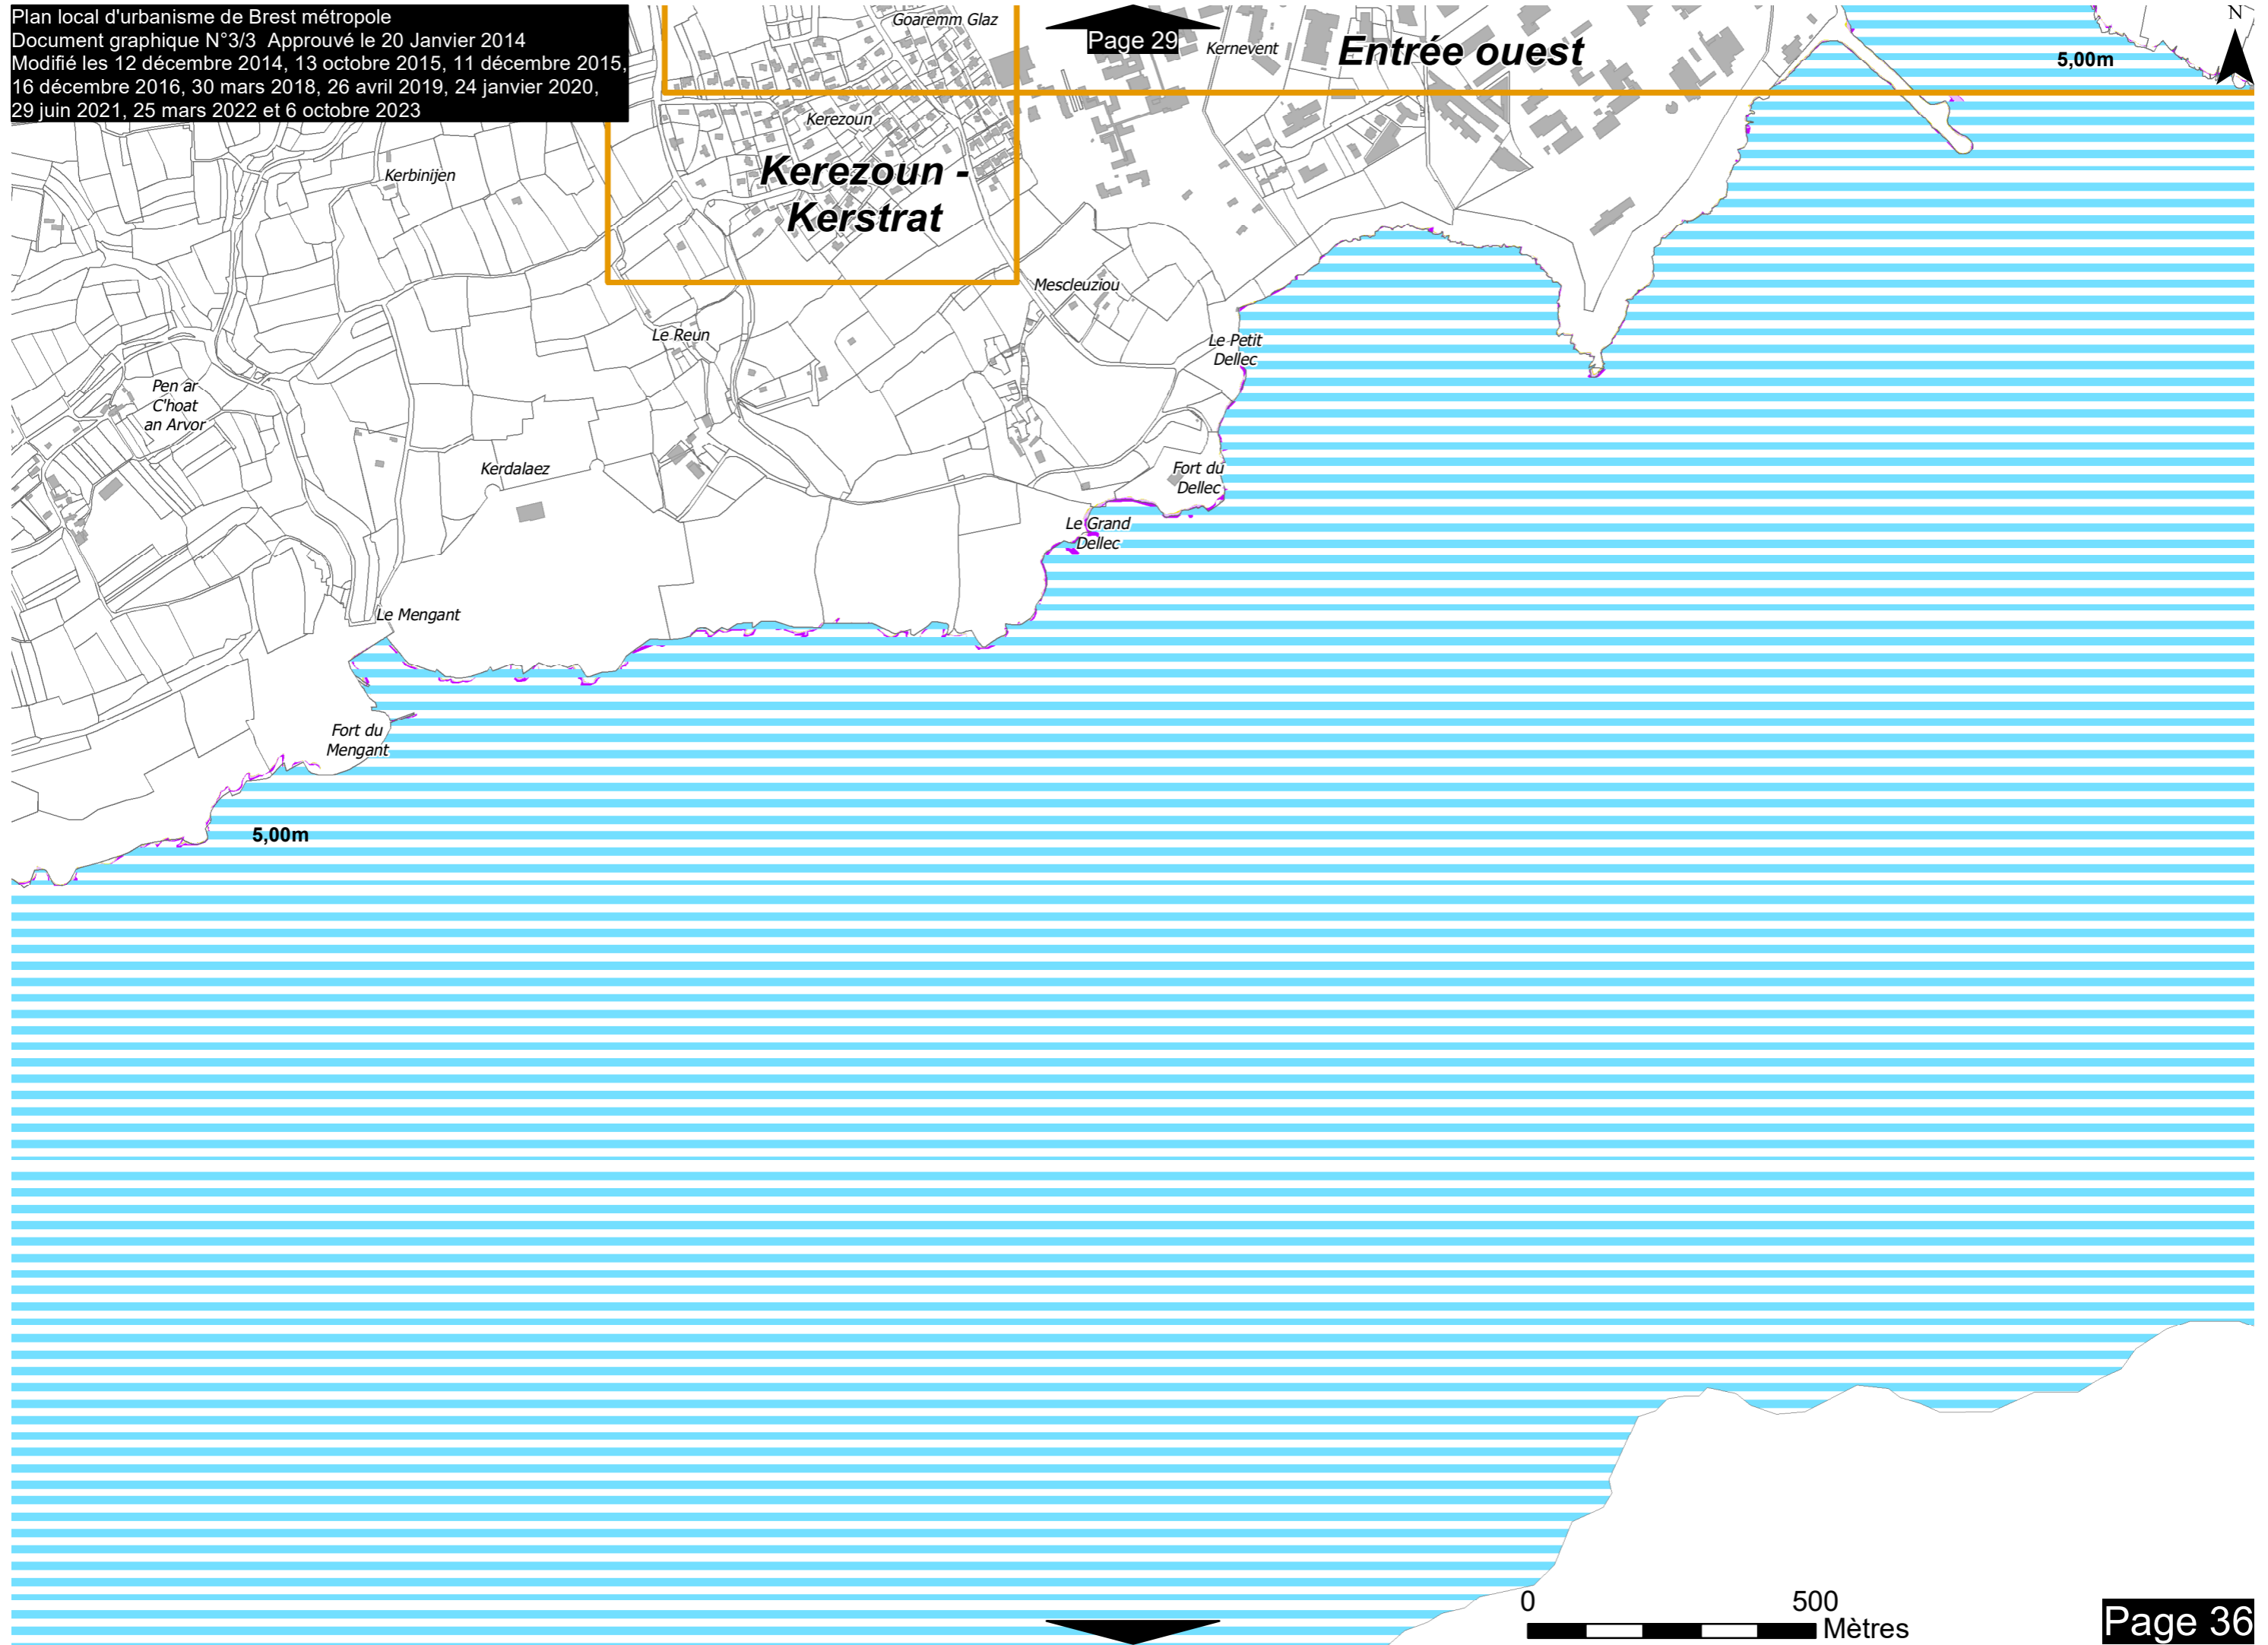 Plan local d'urbanisme de Brest métropole
Document graphique N°3/3  Approuvé le 20 Janvier 2014
Modifié les 12 décembre 2014, 13 octobre 2015, 11 décembre 2015,
16 décembre 2016, 30 mars 2018, 26 avril 2019, 24 janvier 2020,
29 juin 2021, 25 mars 2022 et 6 octobre 2023
Goaremm Glaz
Page 29
Kernevent
Entrée ouest
N
5,00m
Kerezoun
Kerbinijen
Kerezoun -
Kerstrat
Mescleuziou
Le Reun
Le Petit
Dellec
Pen ar
C'hoat
an Arvor
Kerdalaez
Fort du
Dellec
Le Grand
Dellec
Le Mengant
Fort du
Mengant
5,00m
0
500
Mètres
Page 36